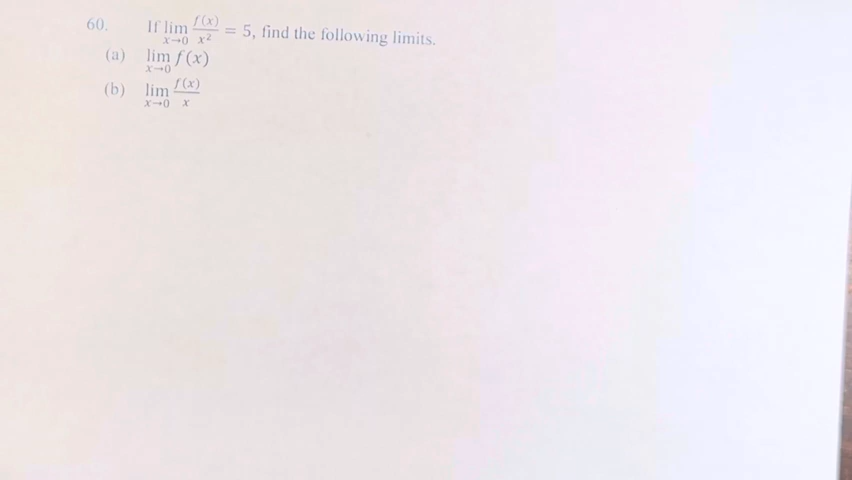 60. If lim x→0 f(x)/x² = 5, find the following limits.
(a) lim x→0 f(x)
(b) lim x→0 f(x)/x